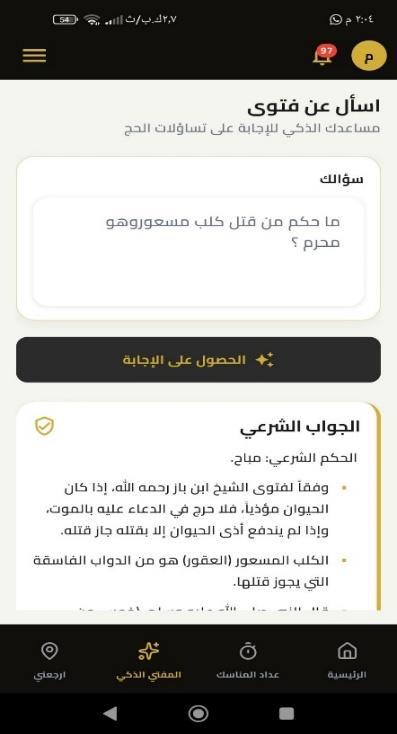 ٢:٠٤ م
٢,٧ك.ب/ث
54
م
97
اسأل عن فتوى
مساعدك الذكي للإجابة على تساؤلات الحج
سؤالك
ما حكم من قتل كلب مسعوروهو
محرم ؟
الحصول على الإجابة
الجواب الشرعي
الحكم الشرعي: مباح.
وفقاً لفتوى الشيخ ابن باز رحمه الله، إذا كان
الحيوان مؤذياً، فلا حرج في الدعاء عليه بالموت،
وإذا لم يندفع أذى الحيوان إلا بقتله جاز قتله.
الكلب المسعور (العقور) هو من الدواب الفاسقة
التي يجوز قتلها.
الرئيسية
عداد المناسك
المفتي الذكي
ارجعني